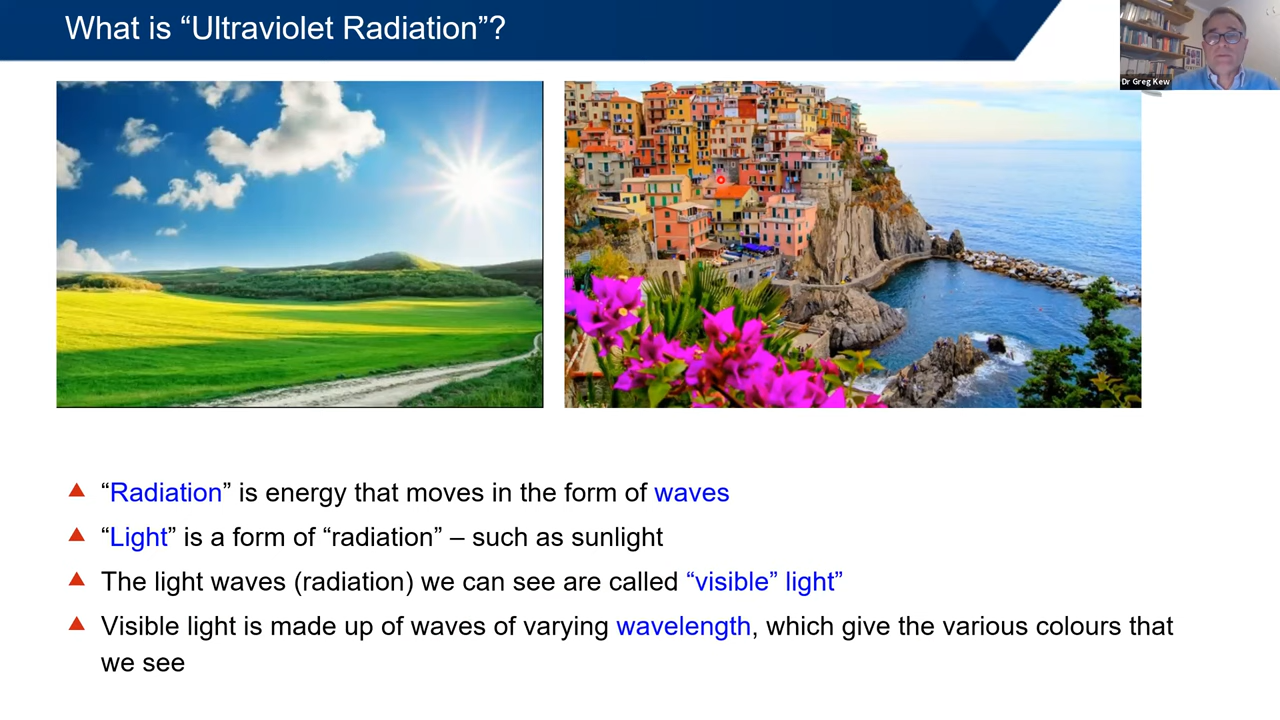 What is “Ultraviolet Radiation”?
Dr Greg Kew
“Radiation” is energy that moves in the form of waves
“Light” is a form of “radiation” – such as sunlight
The light waves (radiation) we can see are called “visible” light”
Visible light is made up of waves of varying wavelength, which give the various colours that
we see